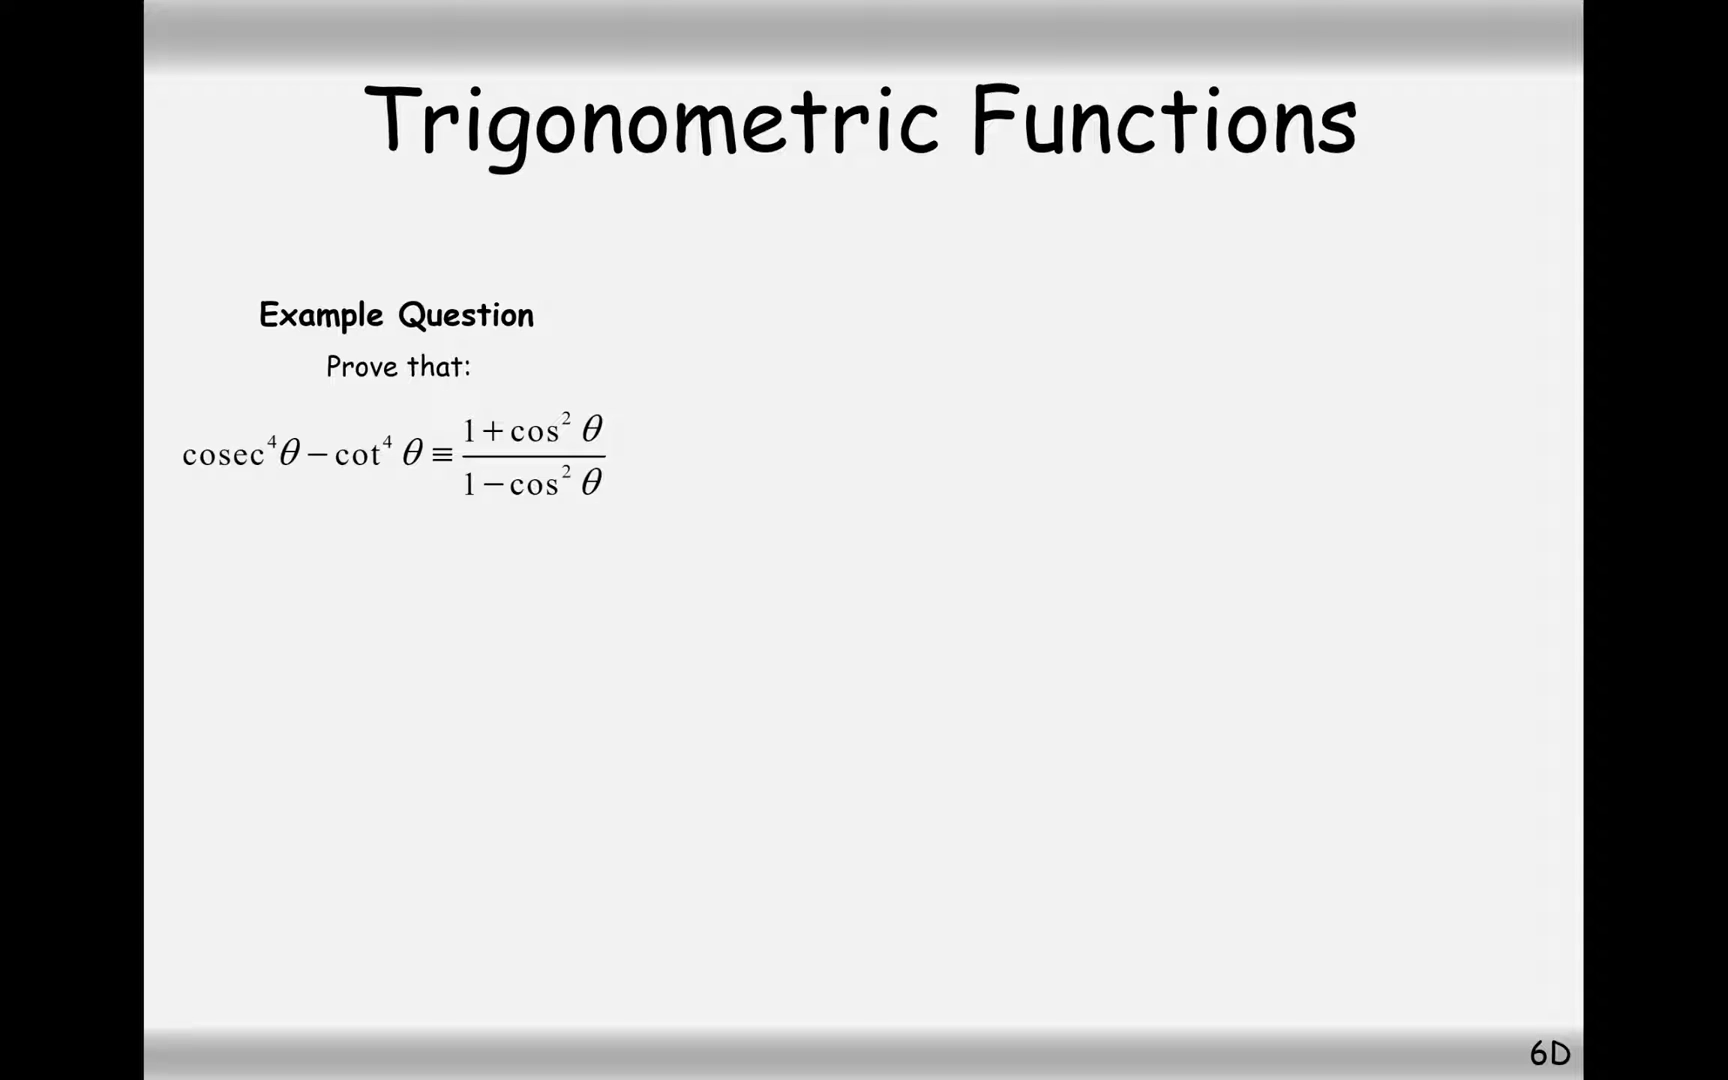 Trigonometric Functions
Example Question
Prove that:
cosec⁴θ − cot⁴ θ ≡ (1 + cos² θ) / (1 − cos² θ)
6D